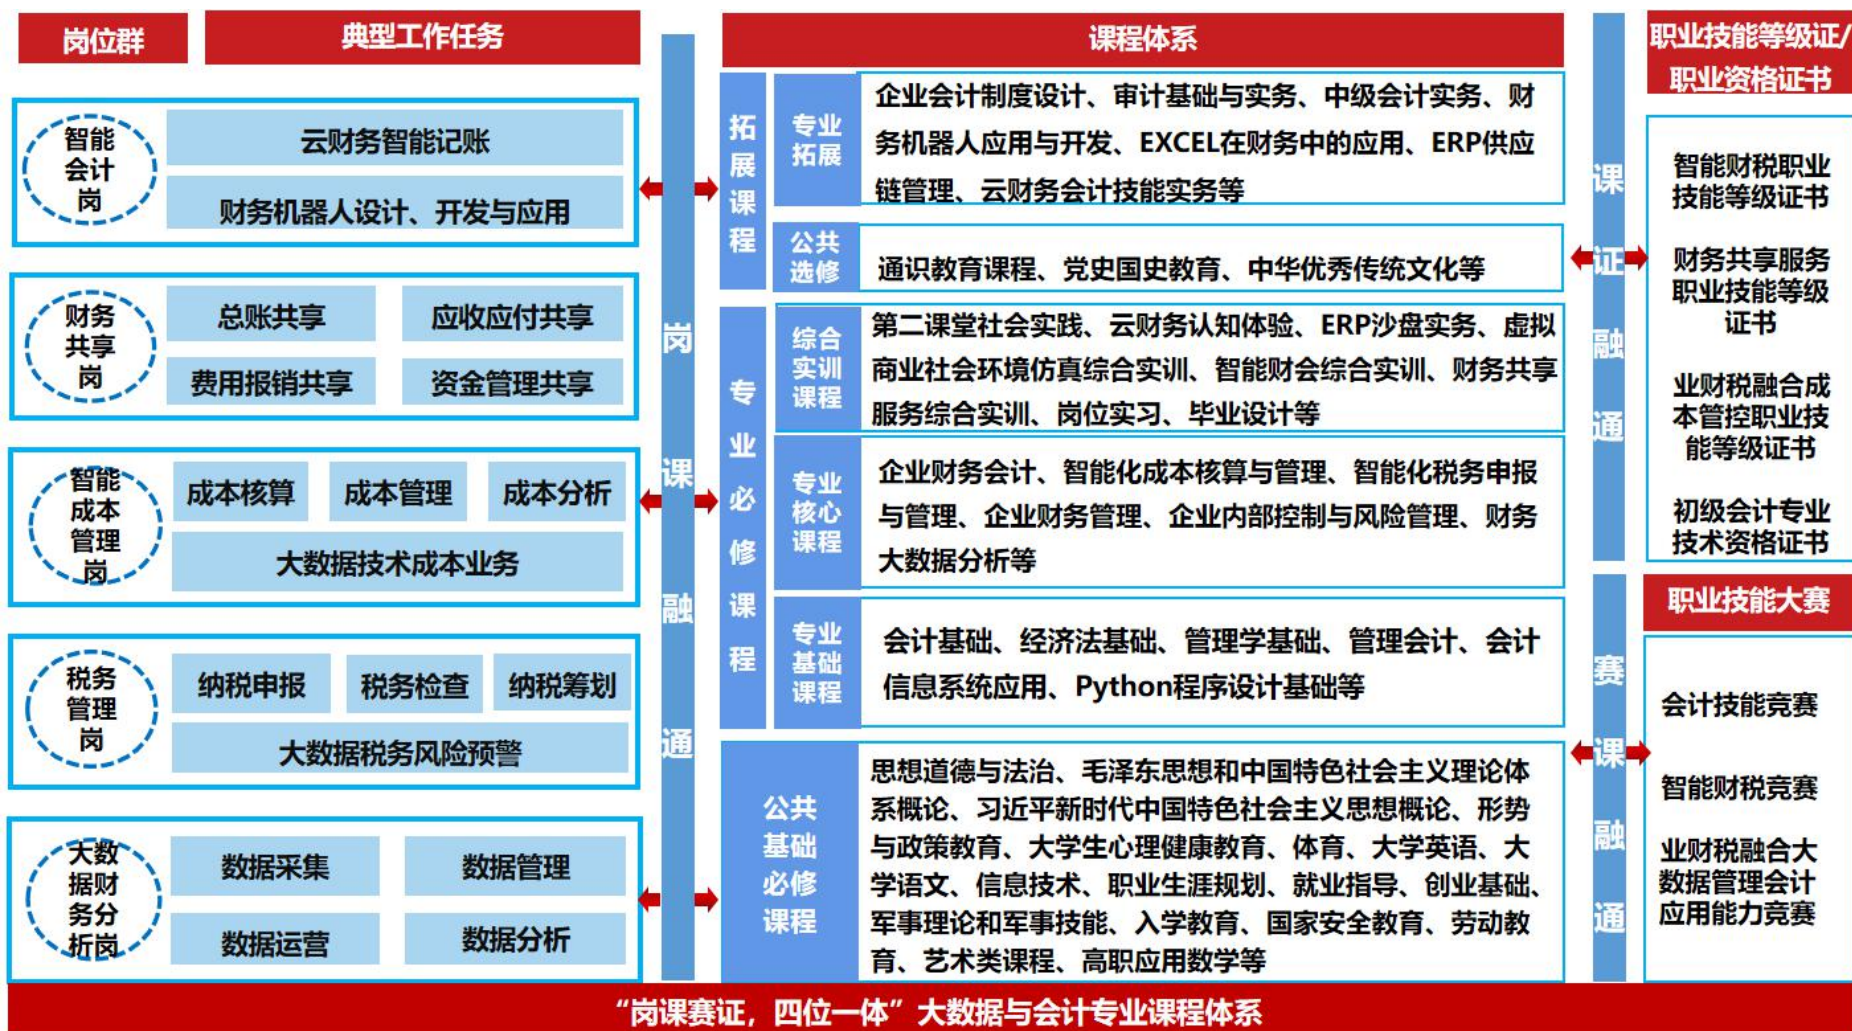 岗位群
典型工作任务
智能
会计
岗
云财务智能记账
财务机器人设计、开发与应用
财务
共享
岗
总账共享
应收应付共享
费用报销共享
资金管理共享
智能
成本
管理
岗
成本核算
成本管理
成本分析
大数据技术成本业务
税务
管理
岗
纳税申报
税务检查
纳税筹划
大数据税务风险预警
大数
据财
务分
析岗
数据采集
数据管理
数据运营
数据分析
岗
课
融
通
课程体系
拓
展
课
程
专业
拓展
企业会计制度设计、审计基础与实务、中级会计实务、财
务机器人应用与开发、EXCEL在财务中的应用、ERP供应
链管理、云财务会计技能实务等
公共
选修
通识教育课程、党史国史教育、中华优秀传统文化等
专
业
必
修
课
程
综合
实训
课程
第二课堂社会实践、云财务认知体验、ERP沙盘实务、虚拟
商业社会环境仿真综合实训、智能财会综合实训、财务共享
服务综合实训、岗位实习、毕业设计等
专业
核心
课程
企业财务会计、智能化成本核算与管理、智能化税务申报
与管理、企业财务管理、企业内部控制与风险管理、财务
大数据分析等
专业
基础
课程
会计基础、经济法基础、管理学基础、管理会计、会计
信息系统应用、Python程序设计基础等
公共
基础
必修
课程
思想道德与法治、毛泽东思想和中国特色社会主义理论体
系概论、习近平新时代中国特色社会主义思想概论、形势
与政策教育、大学生心理健康教育、体育、大学英语、大
学语文、信息技术、职业生涯规划、就业指导、创业基础、
军事理论和军事技能、入学教育、国家安全教育、劳动教
育、艺术类课程、高职应用数学等
课
证
融
通
赛
课
融
通
职业技能等级证/
职业资格证书
智能财税职业
技能等级证书
财务共享服务
职业技能等级
证书
业财税融合成
本管控职业技
能等级证书
初级会计专业
技术资格证书
职业技能大赛
会计技能竞赛
智能财税竞赛
业财税融合大
数据管理会计
应用能力竞赛
“岗课赛证，四位一体”大数据与会计专业课程体系